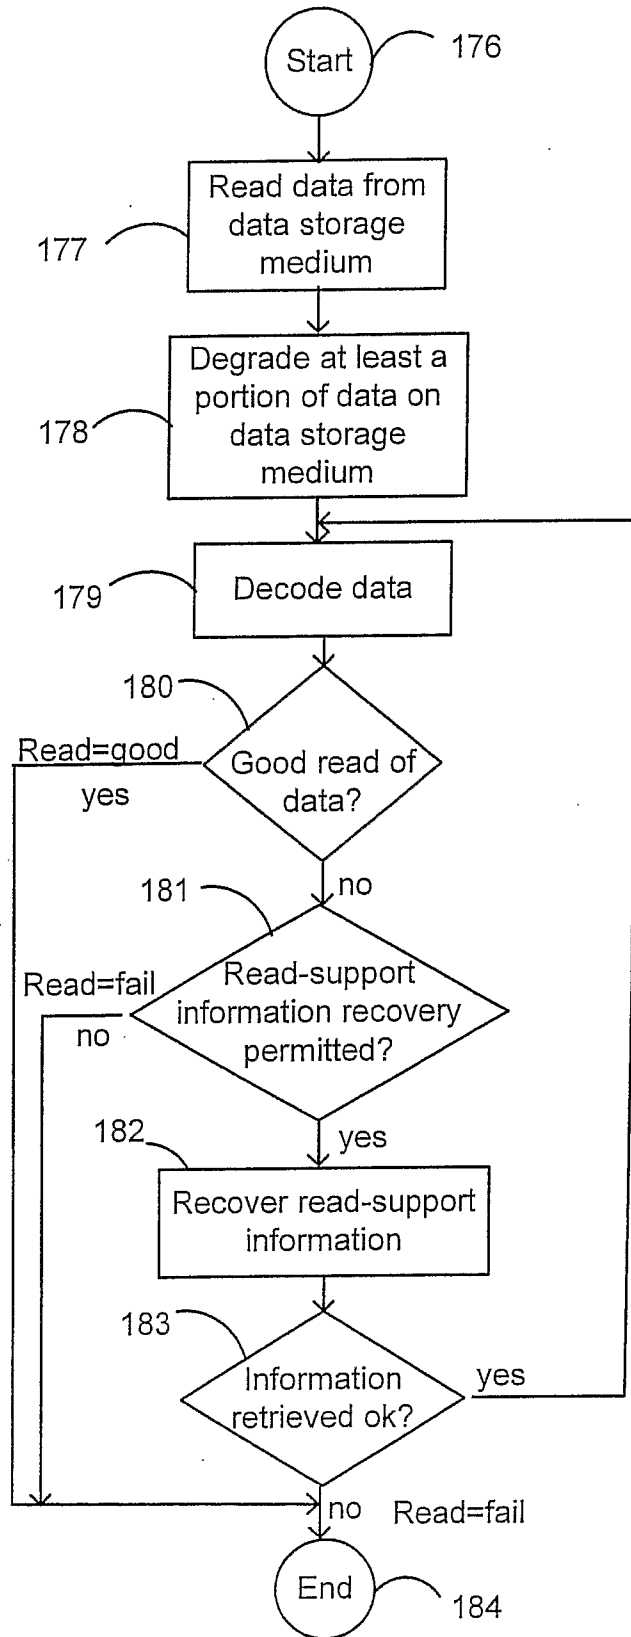 Start
176
Read data from
data storage
medium
177
Degrade at least a
portion of data on
data storage
medium
178
Decode data
179
180
Read=good
yes
Good read of
data?
no
181
Read=fail
no
Read-support
information recovery
permitted?
182
yes
Recover read-support
information
183
Information
retrieved ok?
yes
no
Read=fail
End
184